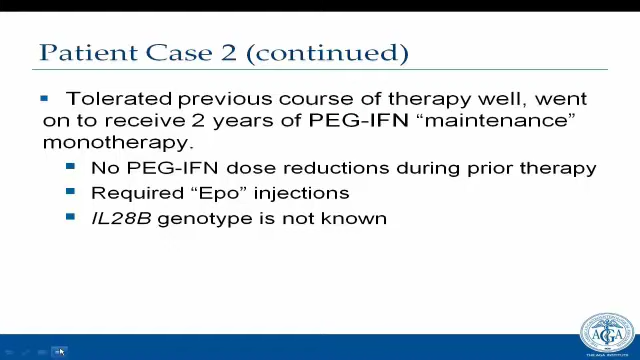 Patient Case 2 (continued)
Tolerated previous course of therapy well, went
on to receive 2 years of PEG-IFN “maintenance”
monotherapy.
No PEG-IFN dose reductions during prior therapy
Required “Epo” injections
IL28B genotype is not known
AGA
THE AGA INSTITUTE